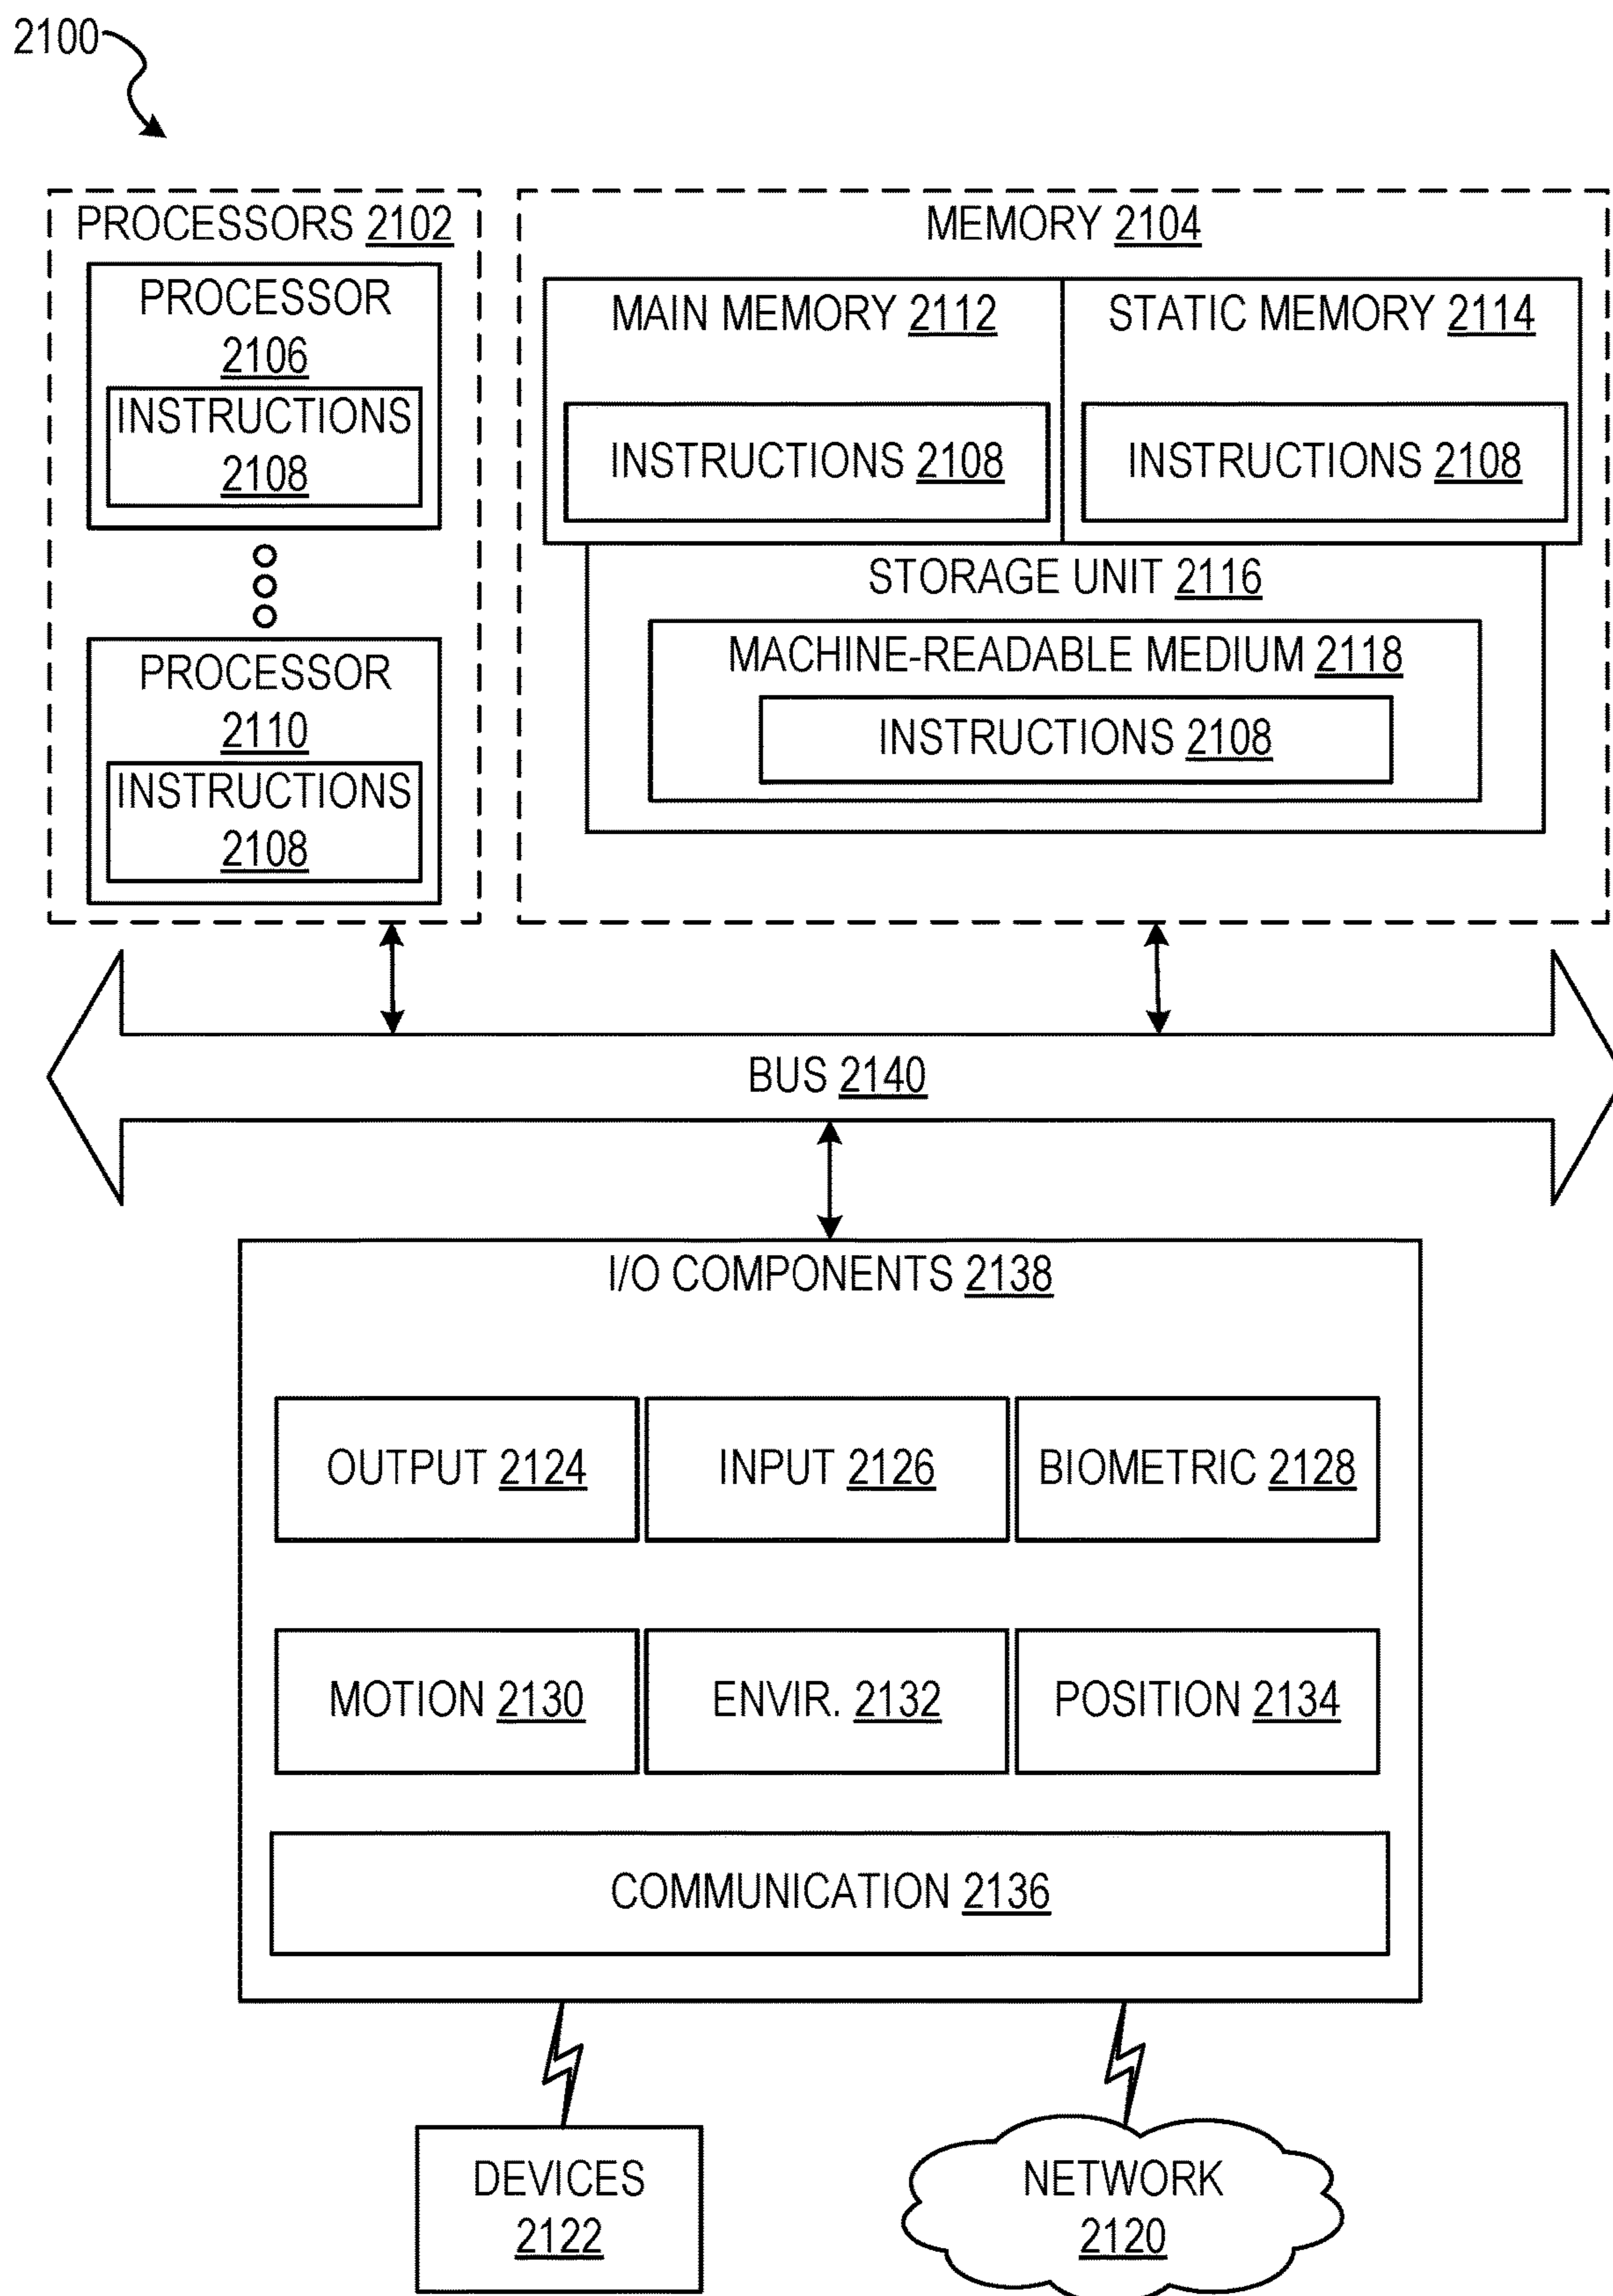 2100
PROCESSORS 2102
PROCESSOR
2106
INSTRUCTIONS
2108
PROCESSOR
2110
INSTRUCTIONS
2108
MEMORY 2104
MAIN MEMORY 2112
INSTRUCTIONS 2108
STATIC MEMORY 2114
INSTRUCTIONS 2108
STORAGE UNIT 2116
MACHINE-READABLE MEDIUM 2118
INSTRUCTIONS 2108
BUS 2140
I/O COMPONENTS 2138
OUTPUT 2124
INPUT 2126
BIOMETRIC 2128
MOTION 2130
ENVIR. 2132
POSITION 2134
COMMUNICATION 2136
DEVICES
2122
NETWORK
2120